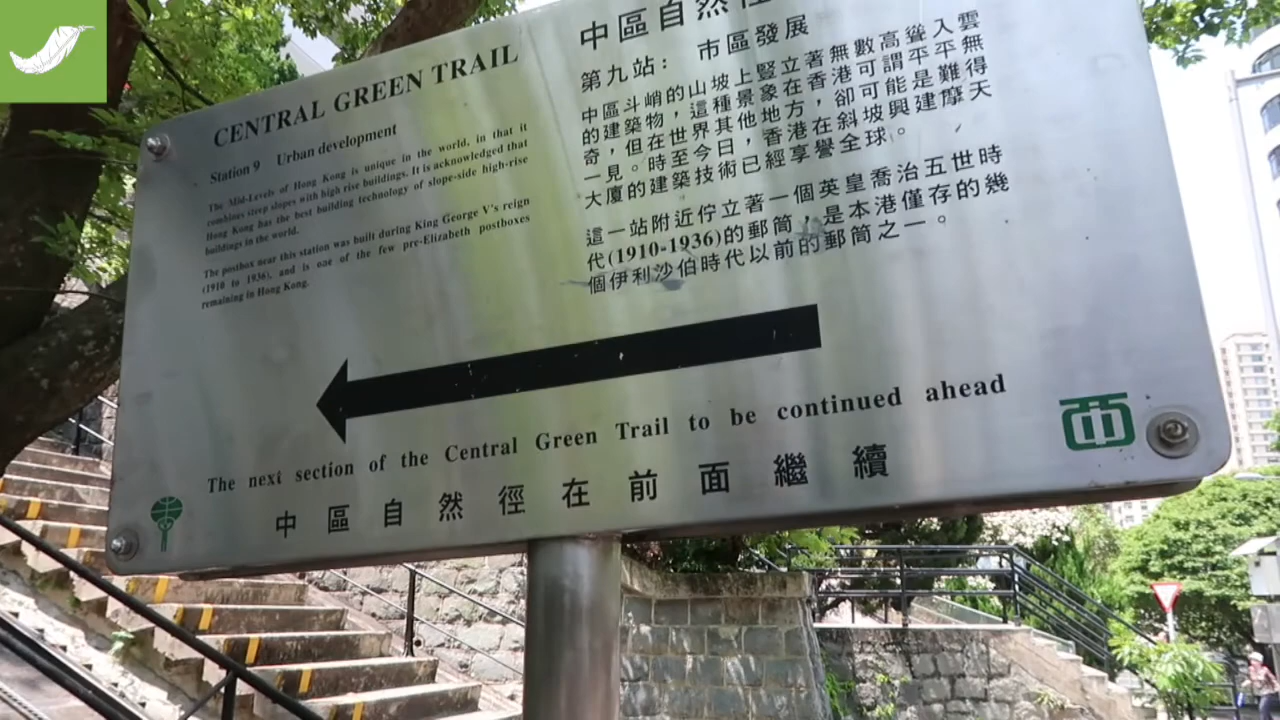 CENTRAL GREEN TRAIL
Station 9 Urban development
The Mid-Levels of Hong Kong is unique in the world, in that it
combines steep slopes with high rise buildings. It is acknowledged that
Hong Kong has the best building technology of slope-side high-rise
buildings in the world.
The postbox near this station was built during King George V's reign
(1910 to 1936), and is one of the few pre-Elizabeth postboxes
remaining in Hong Kong.
中區自然徑
第九站： 市區發展
中區斗峭的山坡上豎立著無數高聳入雲
的建築物，這種景象在香港可謂平平無
奇，但在世界其他地方，卻可能是難得
一見。時至今日，香港在斜坡興建摩天
大廈的建築技術已經享譽全球。
這一站附近佇立著一個英皇喬治五世時
代(1910-1936)的郵筒，是本港僅存的幾
個伊利沙伯時代以前的郵筒之一。
The next section of the Central Green Trail to be continued ahead
中區自然徑在前面繼續